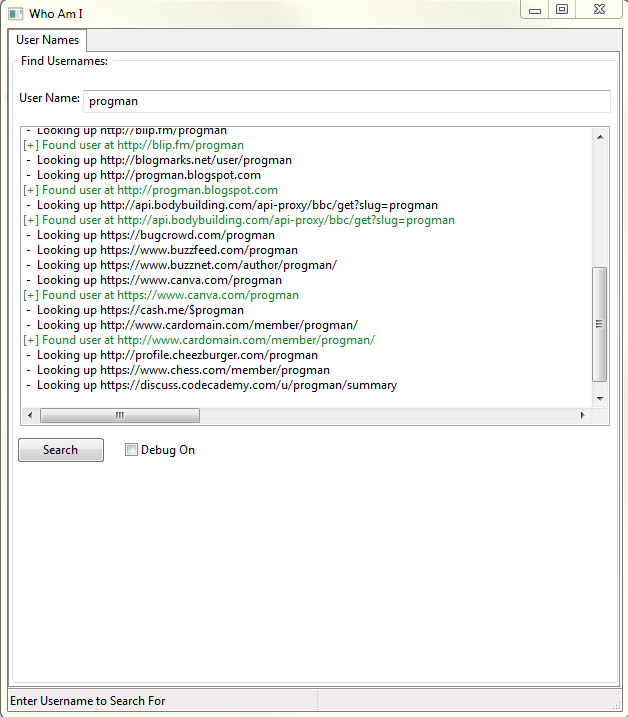 Who Am I
User Names
Find Usernames:
User Name: progman
- Looking up http://blip.fm/progman
[+] Found user at http://blip.fm/progman
- Looking up http://blogmarks.net/user/progman
- Looking up http://progman.blogspot.com
[+] Found user at http://progman.blogspot.com
- Looking up http://api.bodybuilding.com/api-proxy/bbc/get?slug=progman
[+] Found user at http://api.bodybuilding.com/api-proxy/bbc/get?slug=progman
- Looking up https://bugcrowd.com/progman
- Looking up https://www.buzzfeed.com/progman
- Looking up https://www.buzznet.com/author/progman/
- Looking up https://www.canva.com/progman
[+] Found user at https://www.canva.com/progman
- Looking up https://cash.me/$progman
- Looking up http://www.cardomain.com/member/progman/
[+] Found user at http://www.cardomain.com/member/progman/
- Looking up http://profile.cheezburger.com/progman
- Looking up https://www.chess.com/member/progman
- Looking up https://discuss.codecademy.com/u/progman/summary
Search
Debug On
Enter Username to Search For